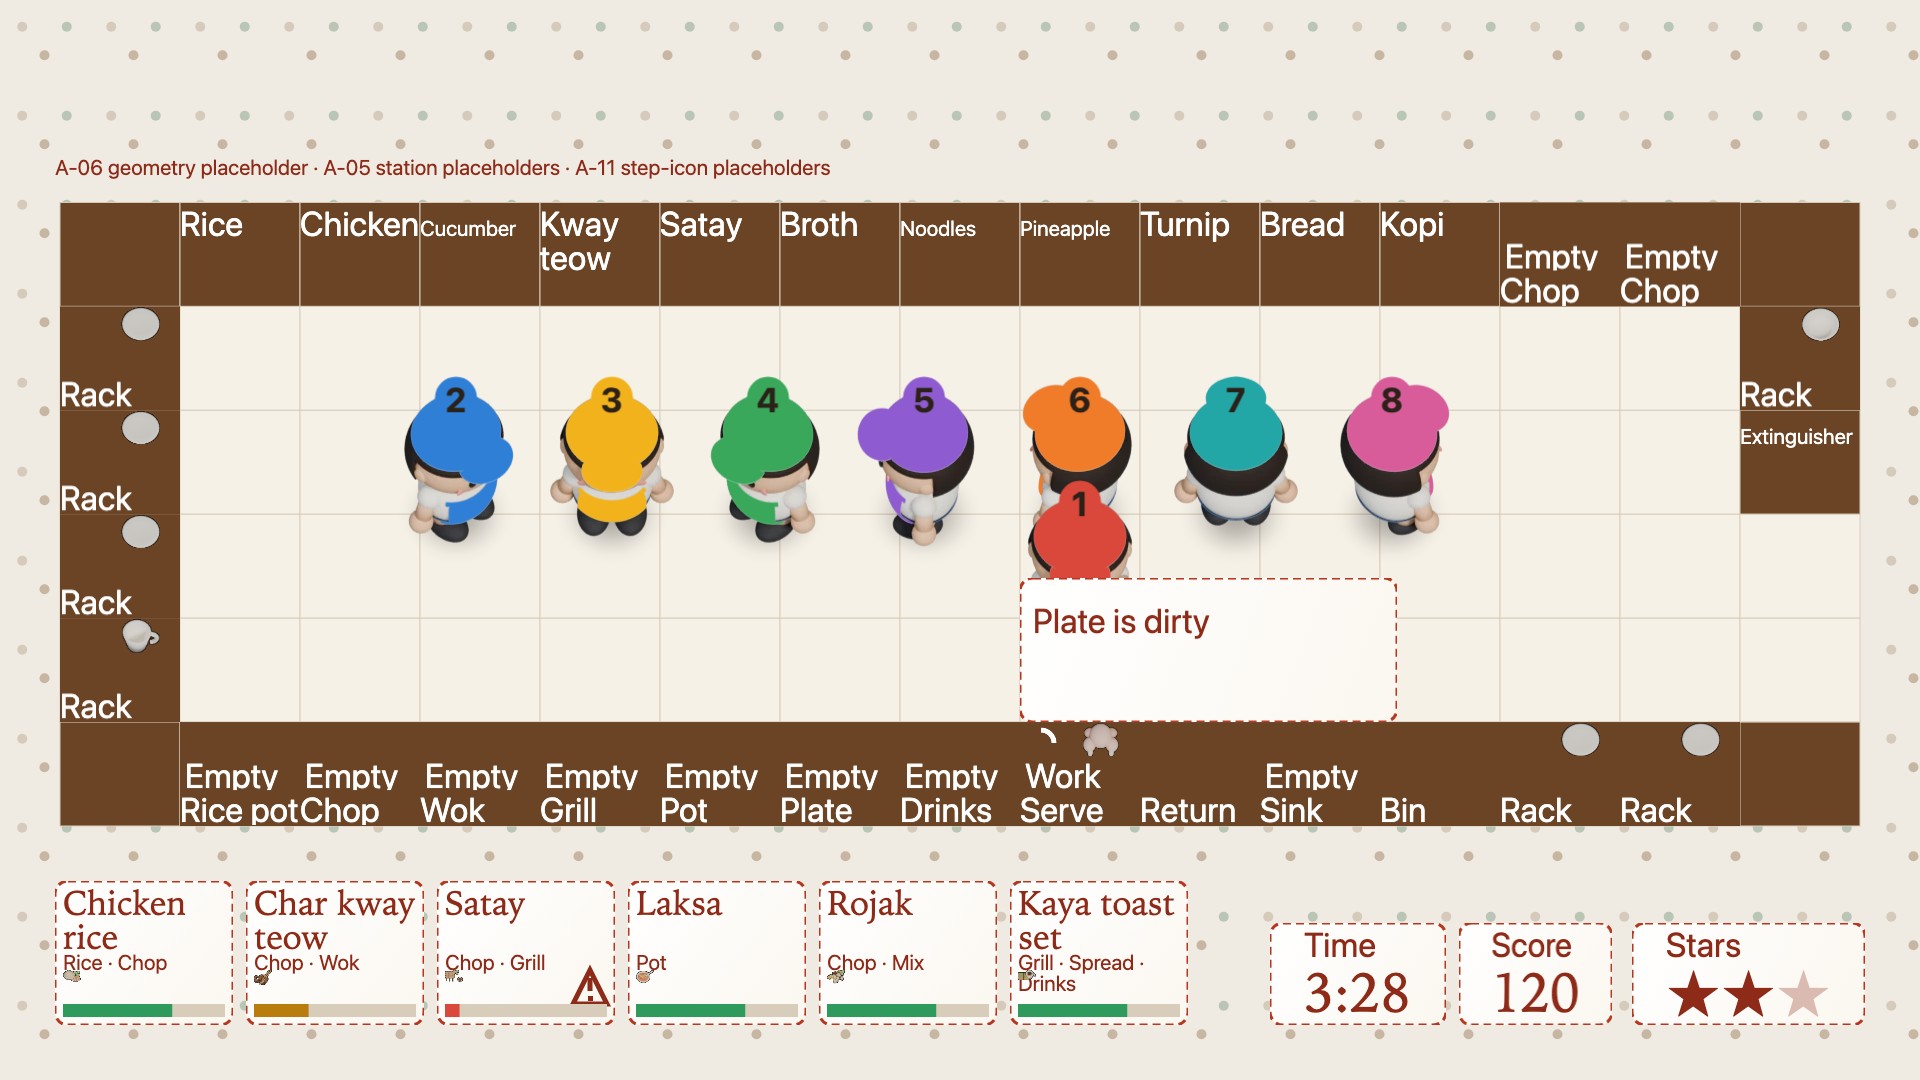 A-06 geometry placeholder · A-05 station placeholders · A-11 step-icon placeholders
Rice
Chicken
Cucumber
Kway
teow
Satay
Broth
Noodles
Pineapple
Turnip
Bread
Kopi
Empty
Chop
Empty
Chop
Rack
Rack
Extinguisher
2
3
4
5
6
7
8
1
Rack
Rack
Plate is dirty
Rack
Empty
Rice pot
Empty
Chop
Empty
Wok
Empty
Grill
Empty
Pot
Empty
Plate
Empty
Drinks
Work
Serve
Return
Empty
Sink
Bin
Rack
Rack
Chicken
rice
Rice · Chop
Char kway
teow
Chop · Wok
Satay
Chop · Grill
Laksa
Pot
Rojak
Chop · Mix
Kaya toast
set
Grill · Spread ·
Drinks
Time
3:28
Score
120
Stars